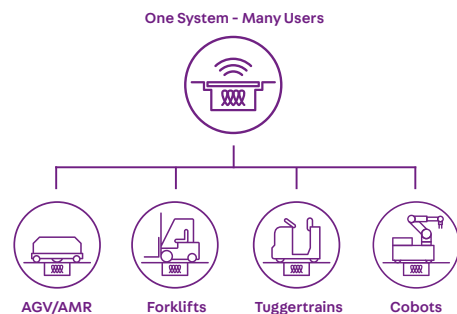 One System - Many Users
AGV/AMR
Forklifts
Tuggertrains
Cobots